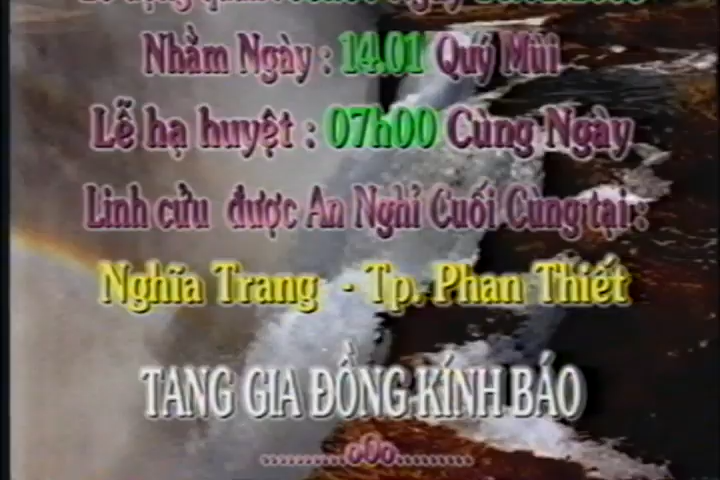 Nhằm Ngày : 14.01 Quý Mùi
Lễ hạ huyệt : 07h00 Cùng Ngày
Linh cửu được An Nghỉ Cuối Cùng tại :
Nghĩa Trang - Tp. Phan Thiết
TANG GIA ĐỒNG KÍNH BÁO
..........oOo..........